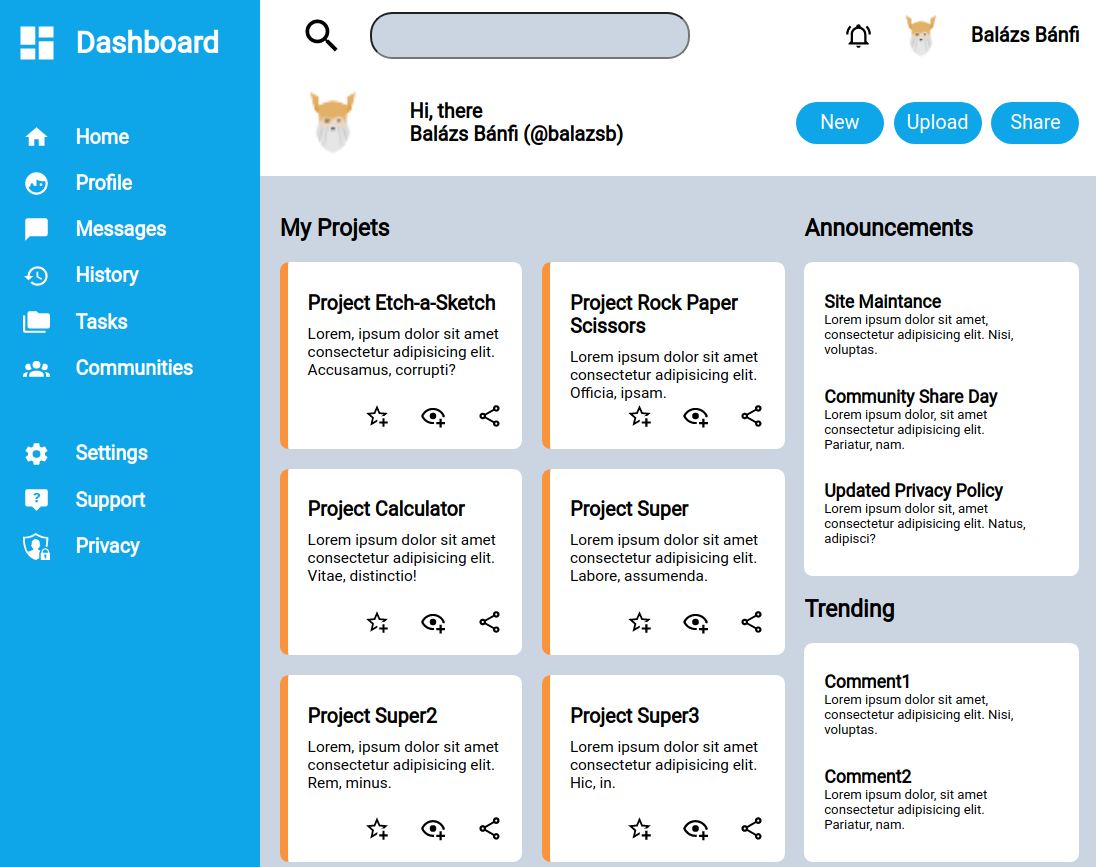 Dashboard
Home
Profile
Messages
History
Tasks
Communities
Settings
Support
Privacy
Balázs Bánfi
Hi, there
Balázs Bánfi (@balazsb)
New
Upload
Share
My Projets
Project Etch-a-Sketch
Lorem, ipsum dolor sit amet
consectetur adipisicing elit.
Accusamus, corrupti?
Project Rock Paper
Scissors
Lorem ipsum dolor sit amet
consectetur adipisicing elit.
Officia, ipsam.
Project Calculator
Lorem ipsum dolor sit amet
consectetur adipisicing elit.
Vitae, distinctio!
Project Super
Lorem ipsum dolor sit amet
consectetur adipisicing elit.
Labore, assumenda.
Project Super2
Lorem, ipsum dolor sit amet
consectetur adipisicing elit.
Rem, minus.
Project Super3
Lorem ipsum dolor sit amet
consectetur adipisicing elit.
Hic, in.
Announcements
Site Maintance
Lorem ipsum dolor sit amet,
consectetur adipisicing elit. Nisi,
voluptas.
Community Share Day
Lorem ipsum dolor, sit amet
consectetur adipisicing elit.
Pariatur, nam.
Updated Privacy Policy
Lorem ipsum dolor sit, amet
consectetur adipisicing elit. Natus,
adipisci?
Trending
Comment1
Lorem ipsum dolor sit amet,
consectetur adipisicing elit. Nisi,
voluptas.
Comment2
Lorem ipsum dolor, sit amet
consectetur adipisicing elit.
Pariatur, nam.